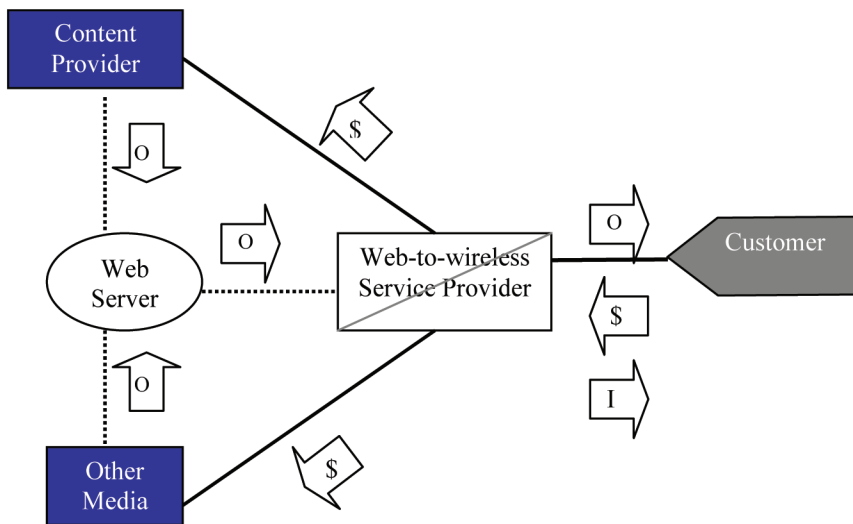 Content
Provider
$
O
O
O
Web-to-wireless
Service Provider
Customer
Web
Server
$
O
I
Other
Media
$